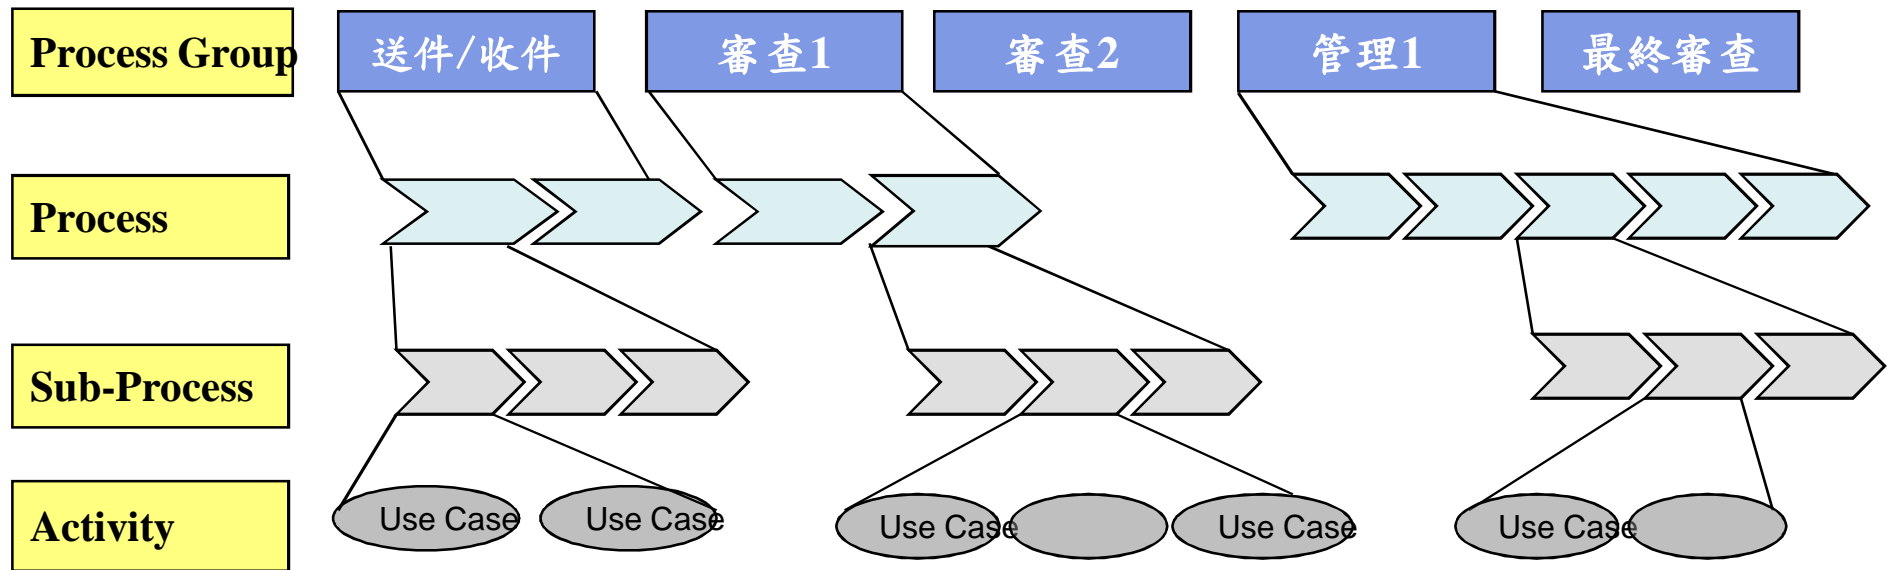 Process Group
送件/收件
審查1
審查2
管理1
最終審查
Process
Sub-Process
Activity
Use Case
Use Case
Use Case
Use Case
Use Case